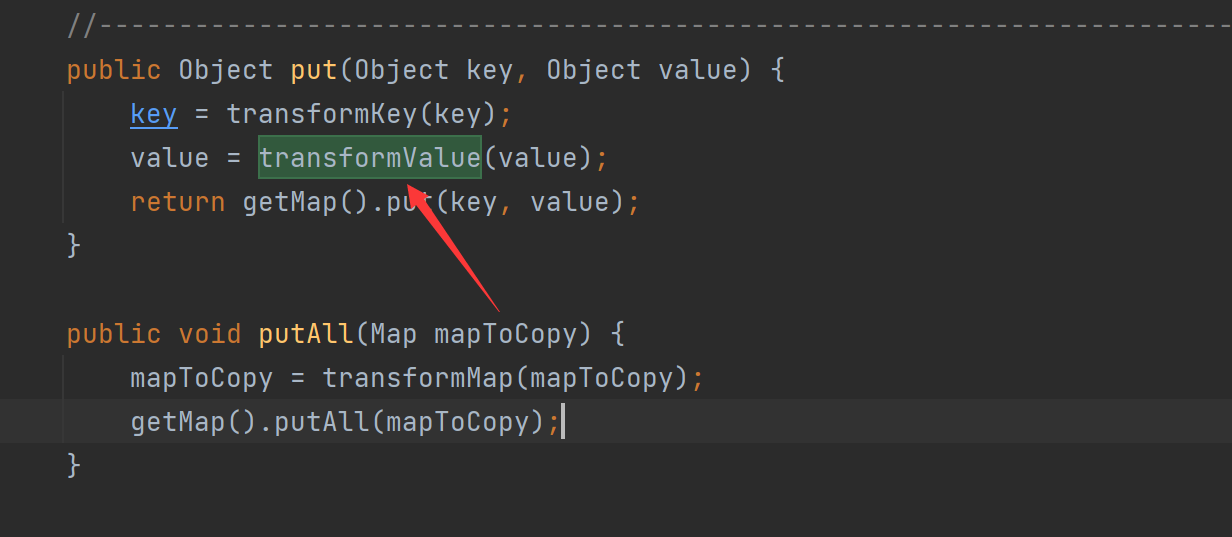 //-----------------------------------------------------------------------
public Object put(Object key, Object value) {
key = transformKey(key);
value = transformValue(value);
return getMap().put(key, value);
}
public void putAll(Map mapToCopy) {
mapToCopy = transformMap(mapToCopy);
getMap().putAll(mapToCopy);
}